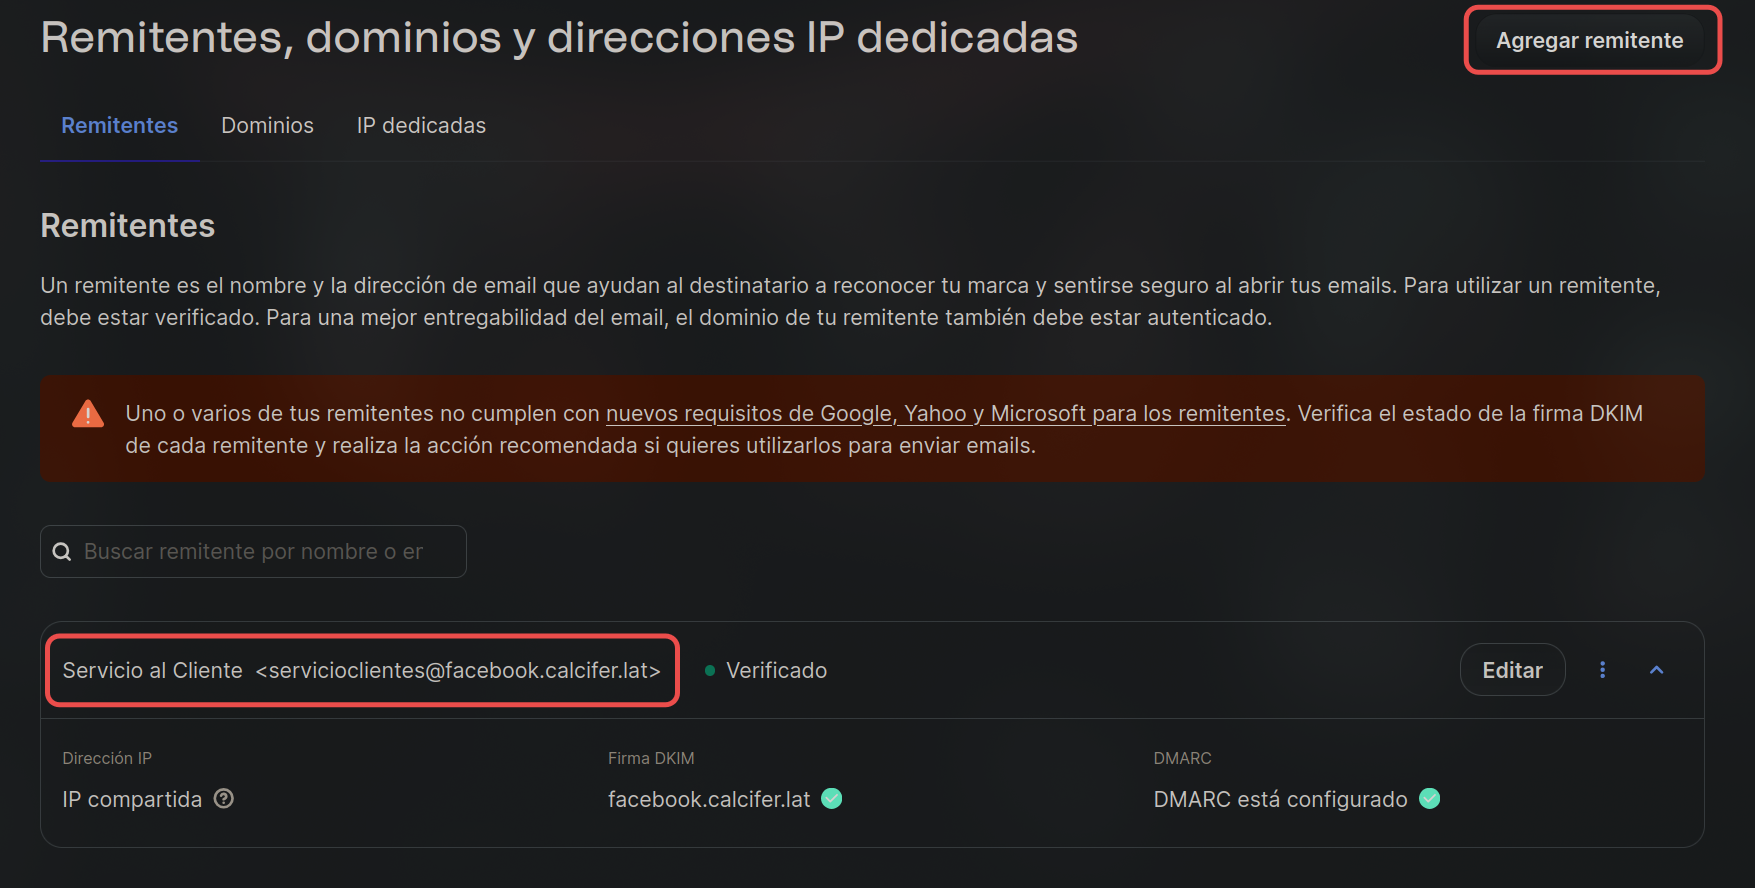 Remitentes, dominios y direcciones IP dedicadas
Agregar remitente
Remitentes
Dominios
IP dedicadas
Remitentes
Un remitente es el nombre y la dirección de email que ayudan al destinatario a reconocer tu marca y sentirse seguro al abrir tus emails. Para utilizar un remitente,
debe estar verificado. Para una mejor entregabilidad del email, el dominio de tu remitente también debe estar autenticado.
Uno o varios de tus remitentes no cumplen con nuevos requisitos de Google, Yahoo y Microsoft para los remitentes. Verifica el estado de la firma DKIM
de cada remitente y realiza la acción recomendada si quieres utilizarlos para enviar emails.
Buscar remitente por nombre o er
Servicio al Cliente <servicioclientes@facebook.calcifer.lat>
Verificado
Editar
Dirección IP
Firma DKIM
DMARC
IP compartida
facebook.calcifer.lat
DMARC está configurado